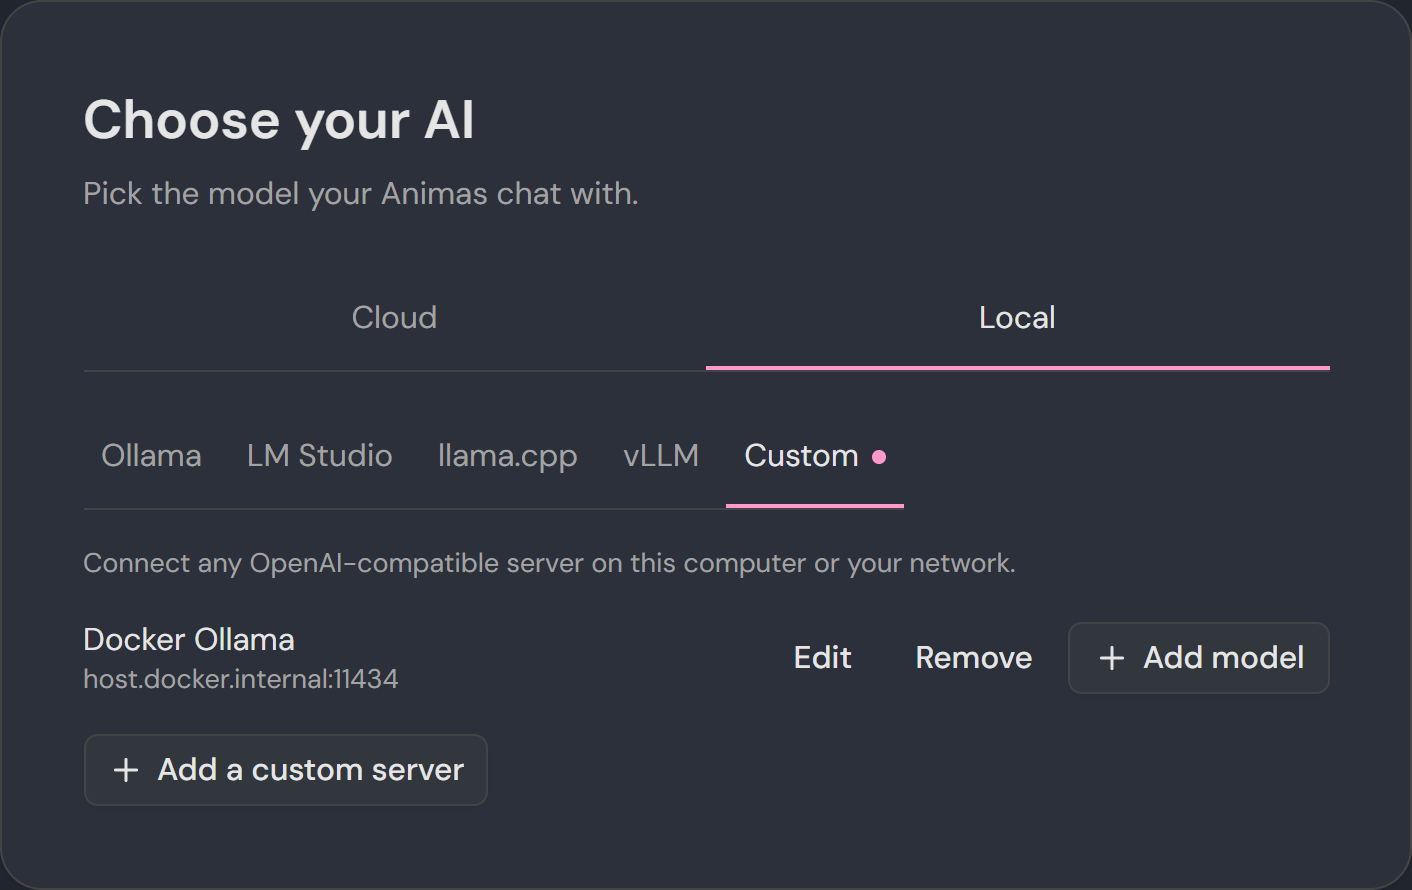 Choose your AI
Pick the model your Animas chat with.
Cloud Local
Ollama LM Studio llama.cpp vLLM Custom
Connect any OpenAI-compatible server on this computer or your network.
Docker Ollama
host.docker.internal:11434
Edit Remove + Add model
+ Add a custom server